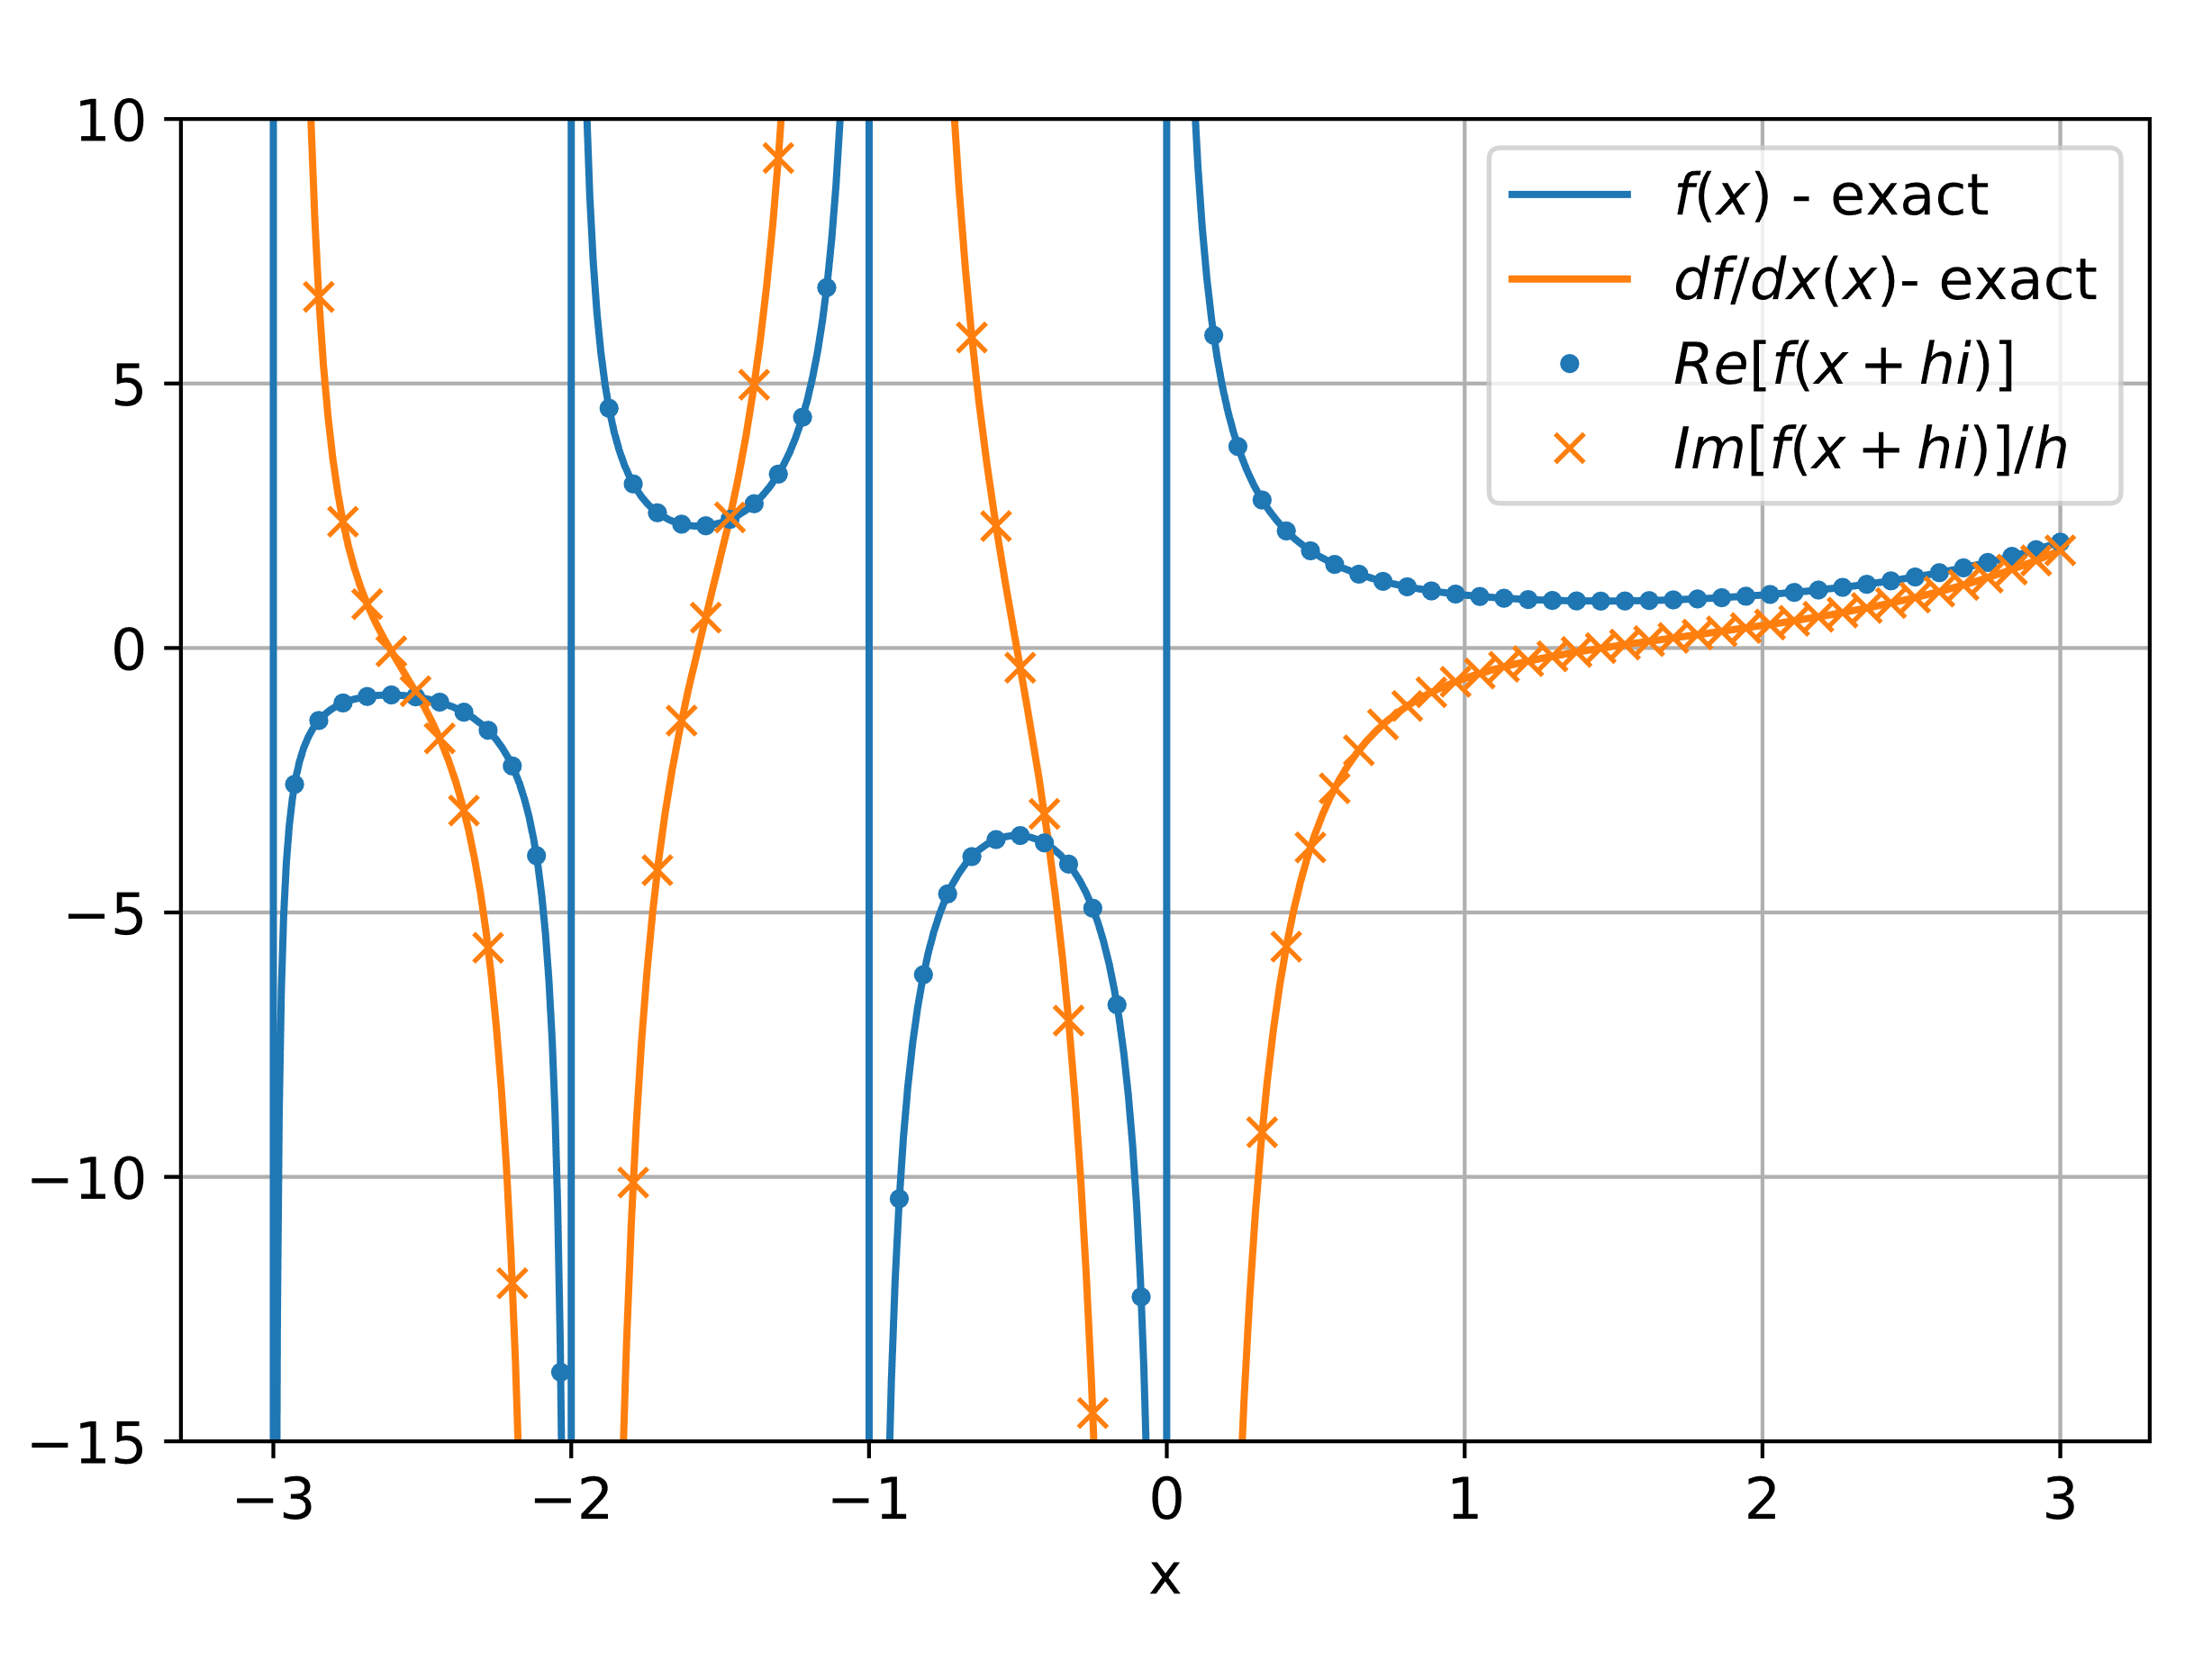 10
5
0
−5
−10
−15
−3 −2 −1 0 1 2 3
x
f(x) - exact
df/dx(x)- exact
Re[f(x + hi)]
Im[f(x + hi)]/h